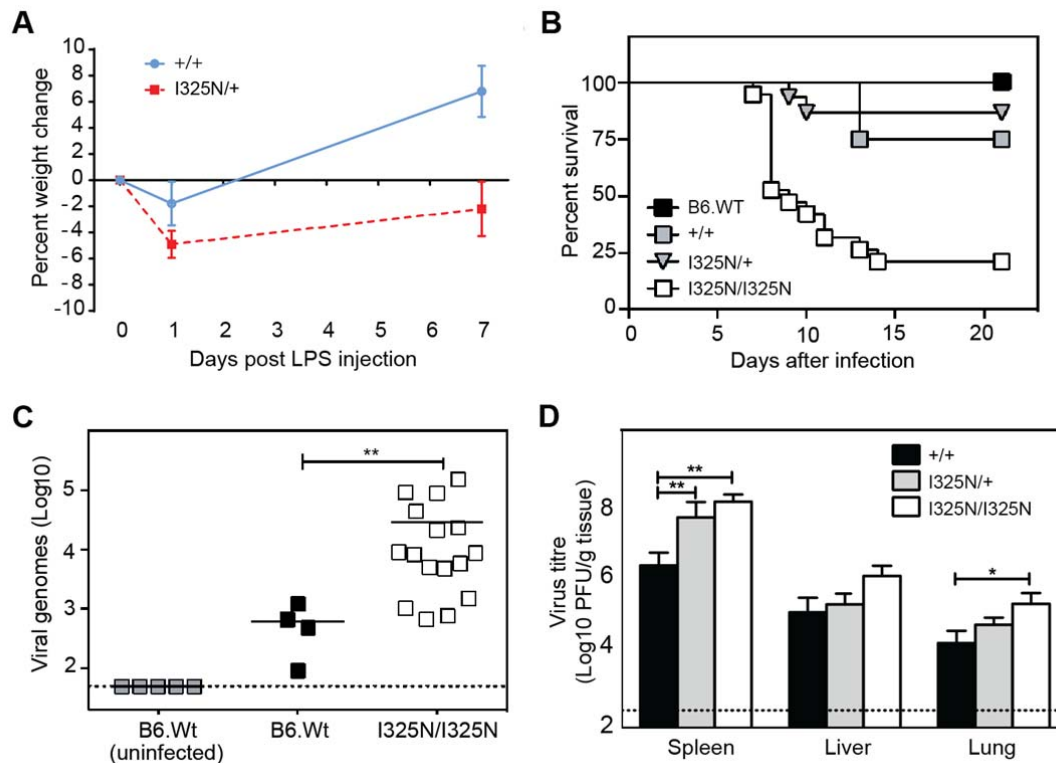 A
Percent weight change
10
8
6
4
2
0
-2
-4
-6
-8
-10
+/+
I325N/+
0 1 2 3 4 5 6 7
Days post LPS injection
B
Percent survival
100
75
50
25
0
B6.WT
+/+
I325N/+
I325N/I325N
0 5 10 15 20
Days after infection
C
Viral genomes (Log10)
5
4
3
2
**
B6.Wt
(uninfected)
B6.Wt
I325N/I325N
D
Virus titre
(Log10 PFU/g tissue)
8
6
4
2
**
**
*
+/+
I325N/+
I325N/I325N
Spleen Liver Lung